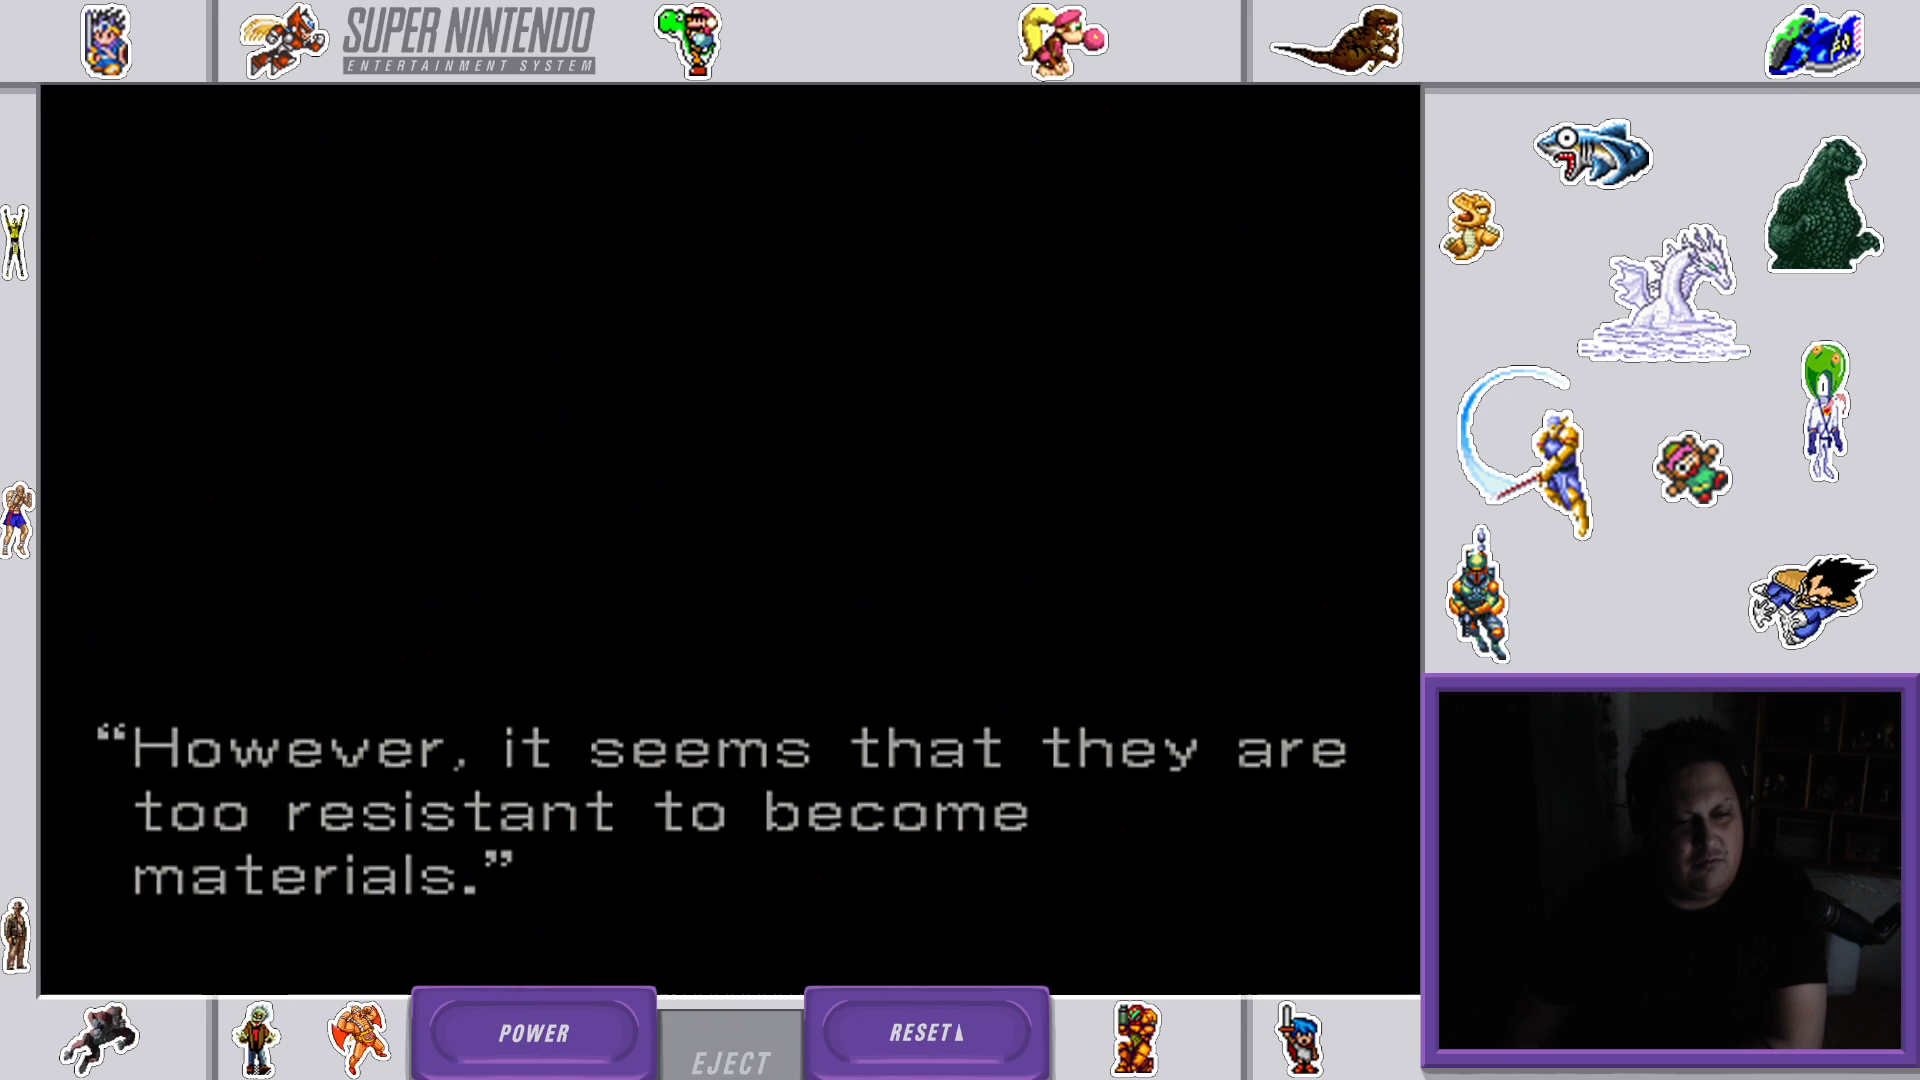 SUPER NINTENDO
ENTERTAINMENT SYSTEM
“However, it seems that they are
too resistant to become
materials.”
POWER
EJECT
RESET